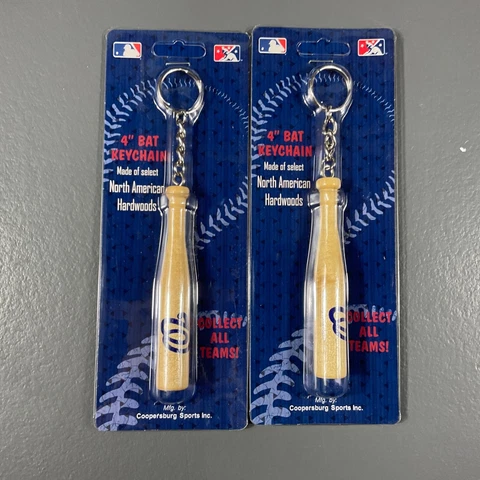 4" BAT
KEYCHAIN
Made of select
North American
Hardwoods
COLLECT
ALL
TEAMS!
Mfg. by:
Coopersburg Sports Inc.
4" BAT
KEYCHAIN
Made of select
North American
Hardwoods
COLLECT
ALL
TEAMS!
Mfg. by:
Coopersburg Sports Inc.